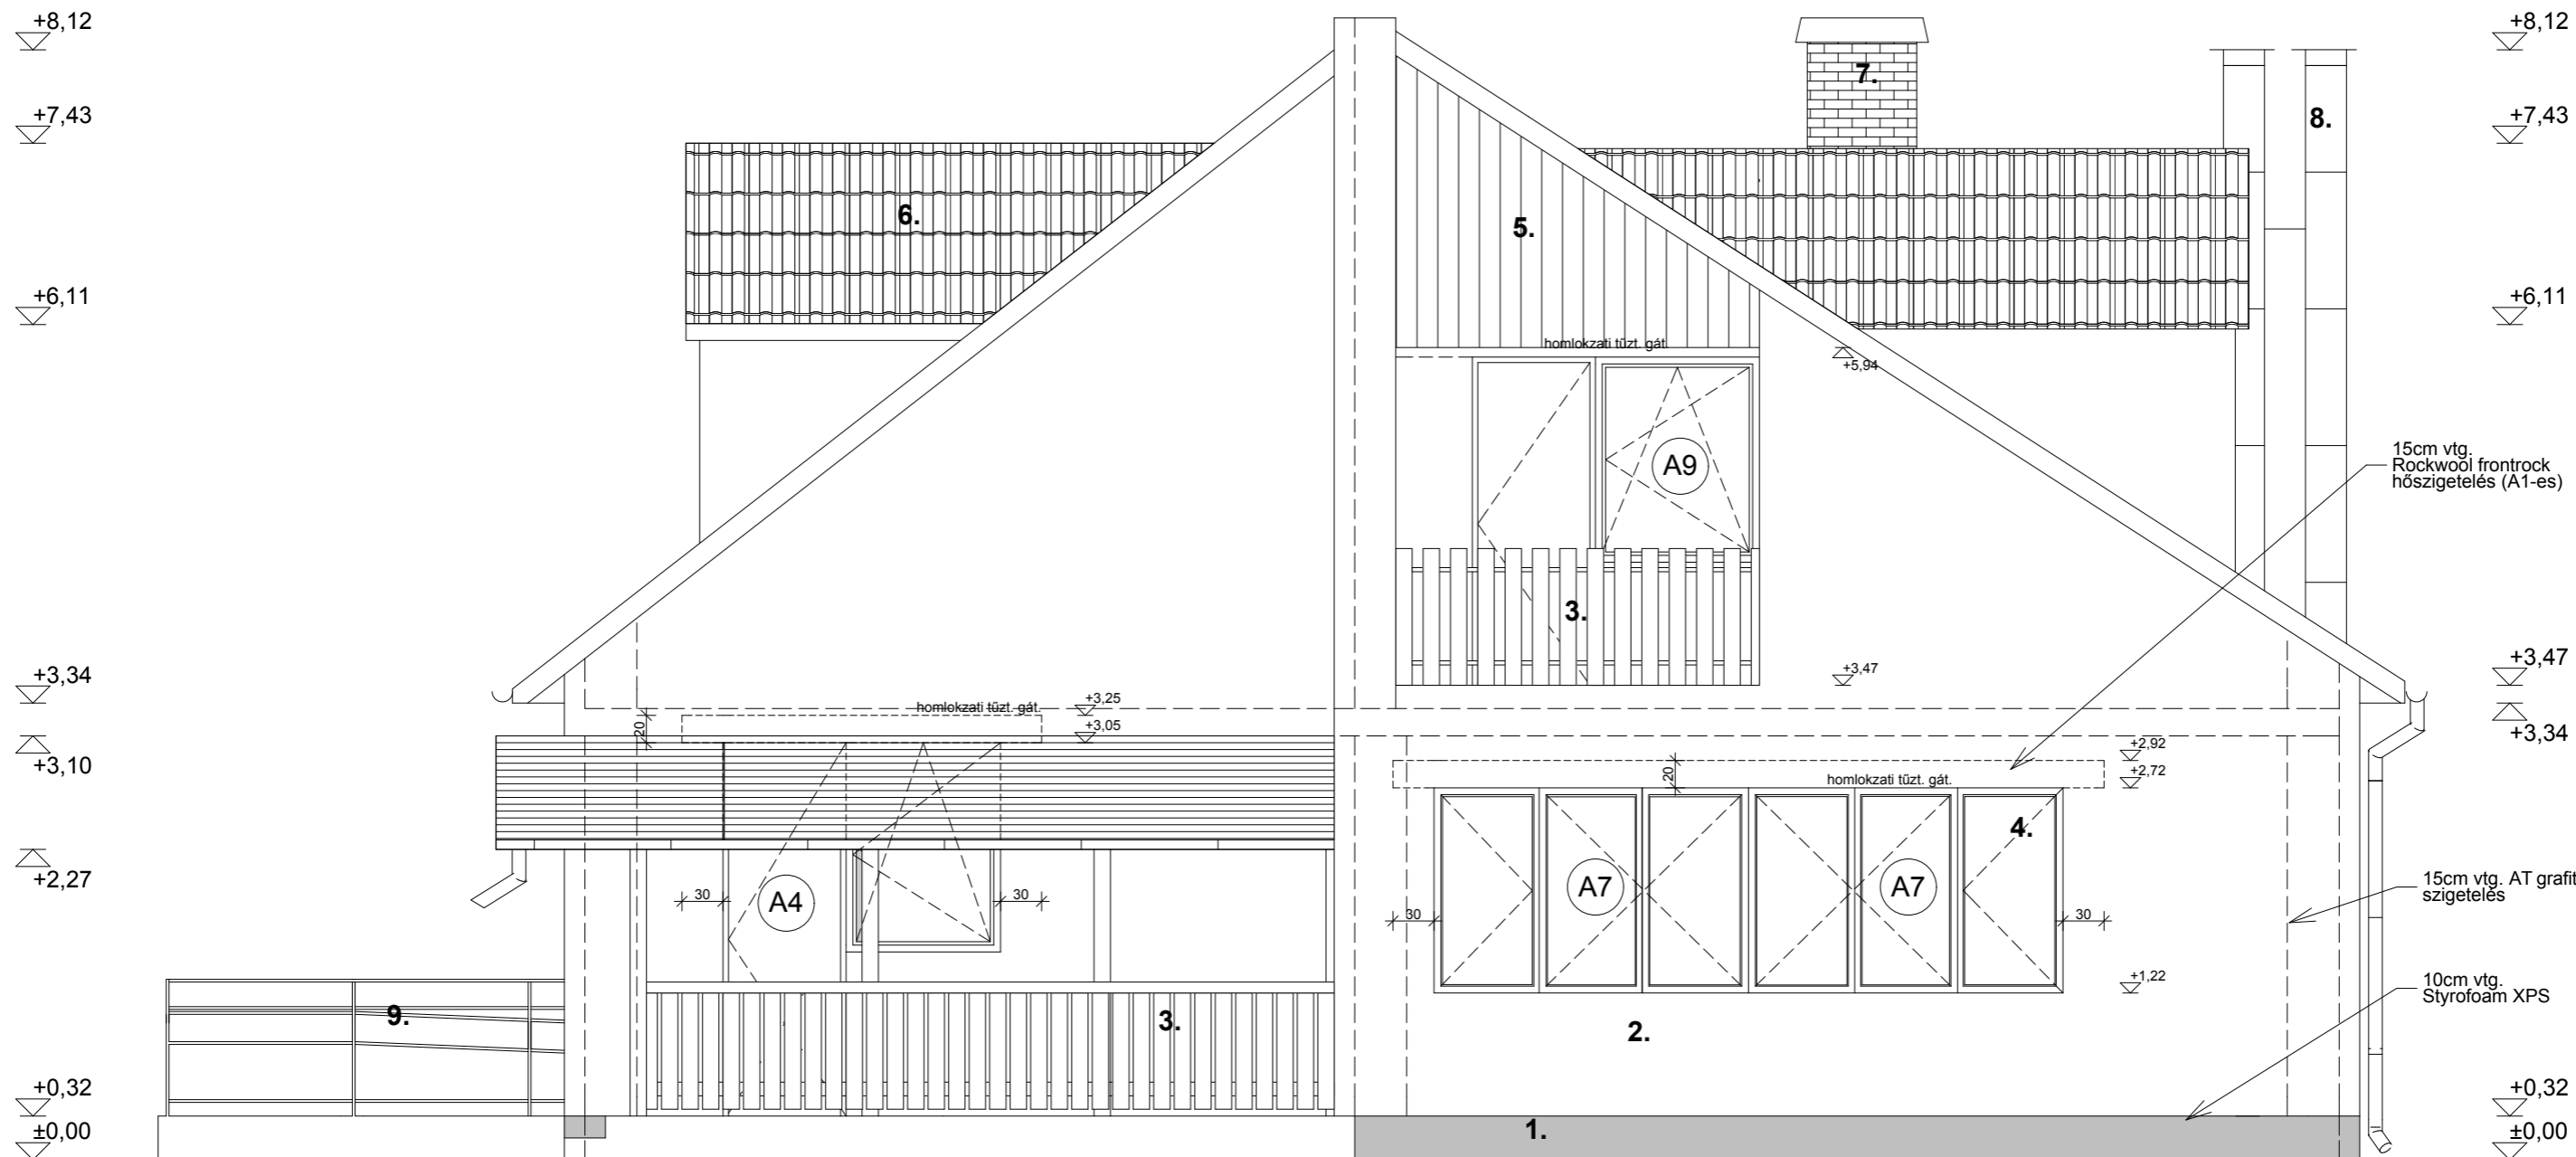 +8,12
+8,12
7.
8.
+7,43
+7,43
6.
5.
+6,11
+6,11
homlokzati tűzt. gát.
+5,94
A9
15cm vtg.
Rockwool frontrock
hőszigetelés (A1-es)
3.
+3,34
+3,47
+3,47
homlokzati tűzt. gát.
+3,25
20
+3,05
+3,34
+3,10
+2,92
20
homlokzati tűzt. gát.
+2,72
4.
+2,27
30
A4
30
30
A7
A7
30
15cm vtg. AT grafit
szigetelés
+1,22
10cm vtg.
Styrofoam XPS
9.
3.
2.
+0,32
+0,32
±0,00
1.
±0,00